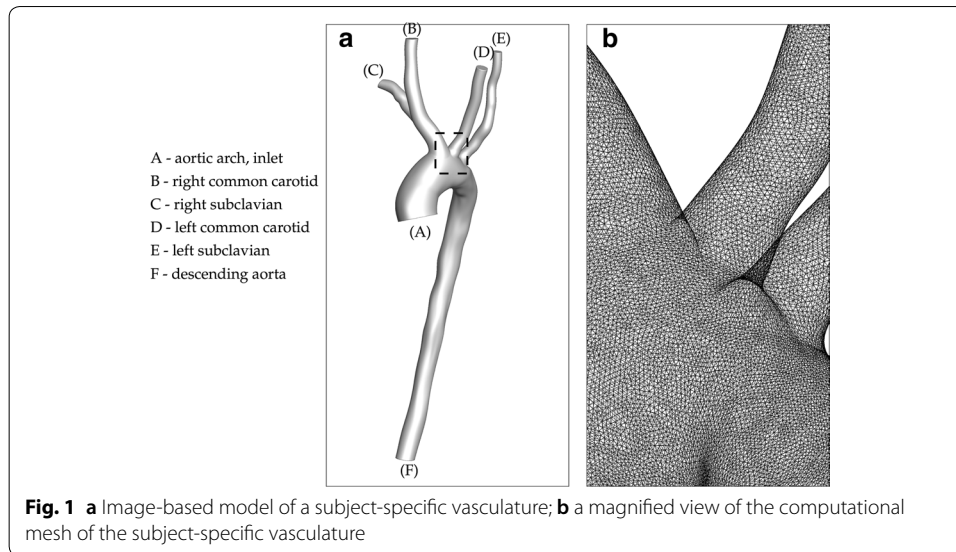 a
(B)
(E)
(D)
(C)
A - aortic arch, inlet
B - right common carotid
C - right subclavian
D - left common carotid
E - left subclavian
F - descending aorta
(A)
(F)
b
Fig. 1 a Image-based model of a subject-specific vasculature; b a magnified view of the computational
mesh of the subject-specific vasculature